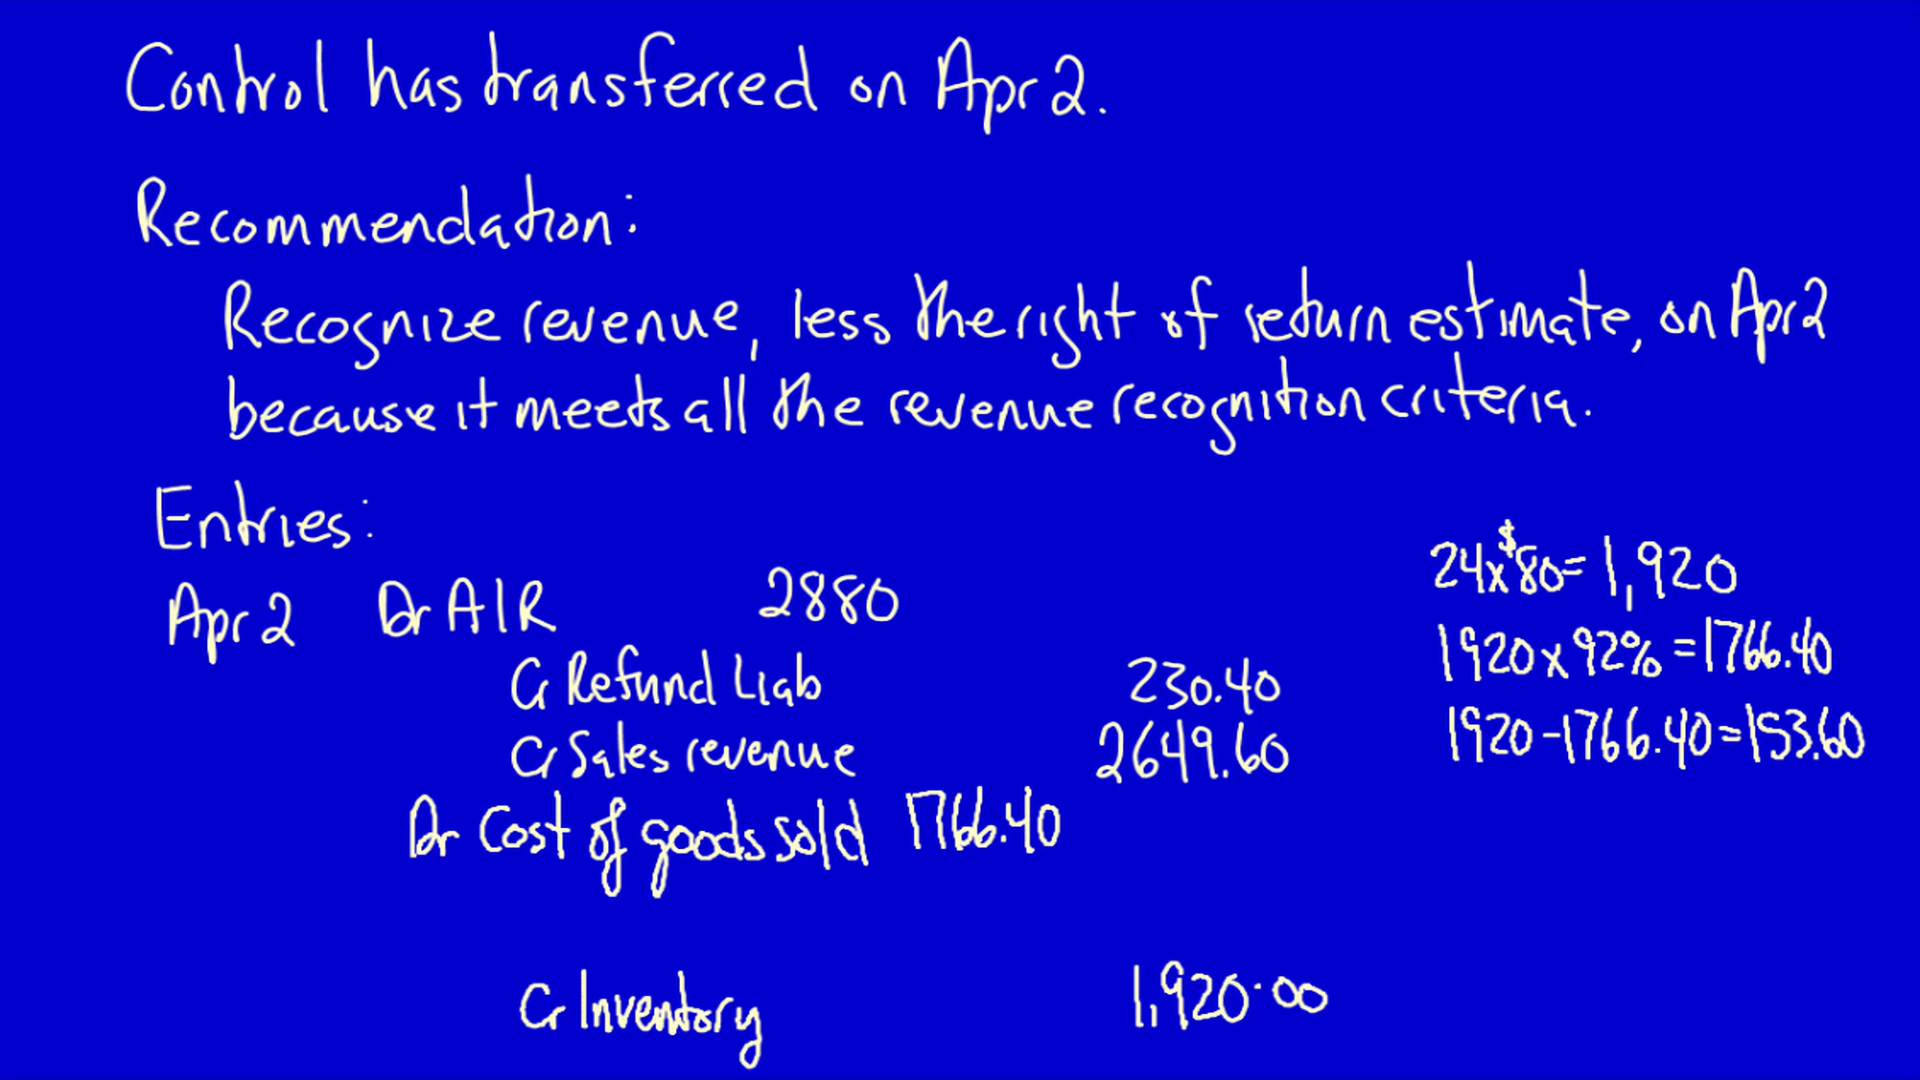 Control has transferred on Apr 2.
Recommendation:
Recognize revenue, less the right of return estimate, on Apr 2
because it meets all the revenue recognition criteria.
Entries:
Apr 2 Dr A/R 2880
Cr Refund Liab 230.40
Cr Sales revenue 2649.60
Dr Cost of goods sold 1766.40
Cr Inventory 1,920.00
24x$80= 1,920
1920 x 92% = 1766.40
1920-1766.40=153.60